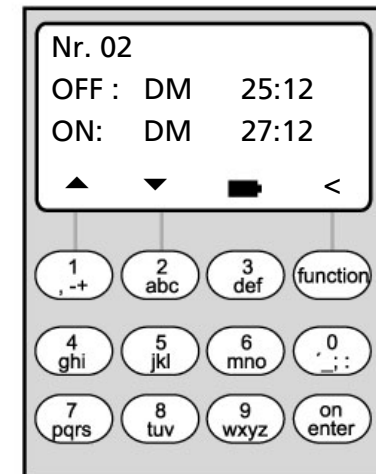 Nr. 02
OFF : DM 25:12
ON: DM 27:12
<
1 2 3 function
, -+ abc def
4 5 6 0
ghi jkl mno ´_; :
7 8 9 on
pqrs tuv wxyz enter